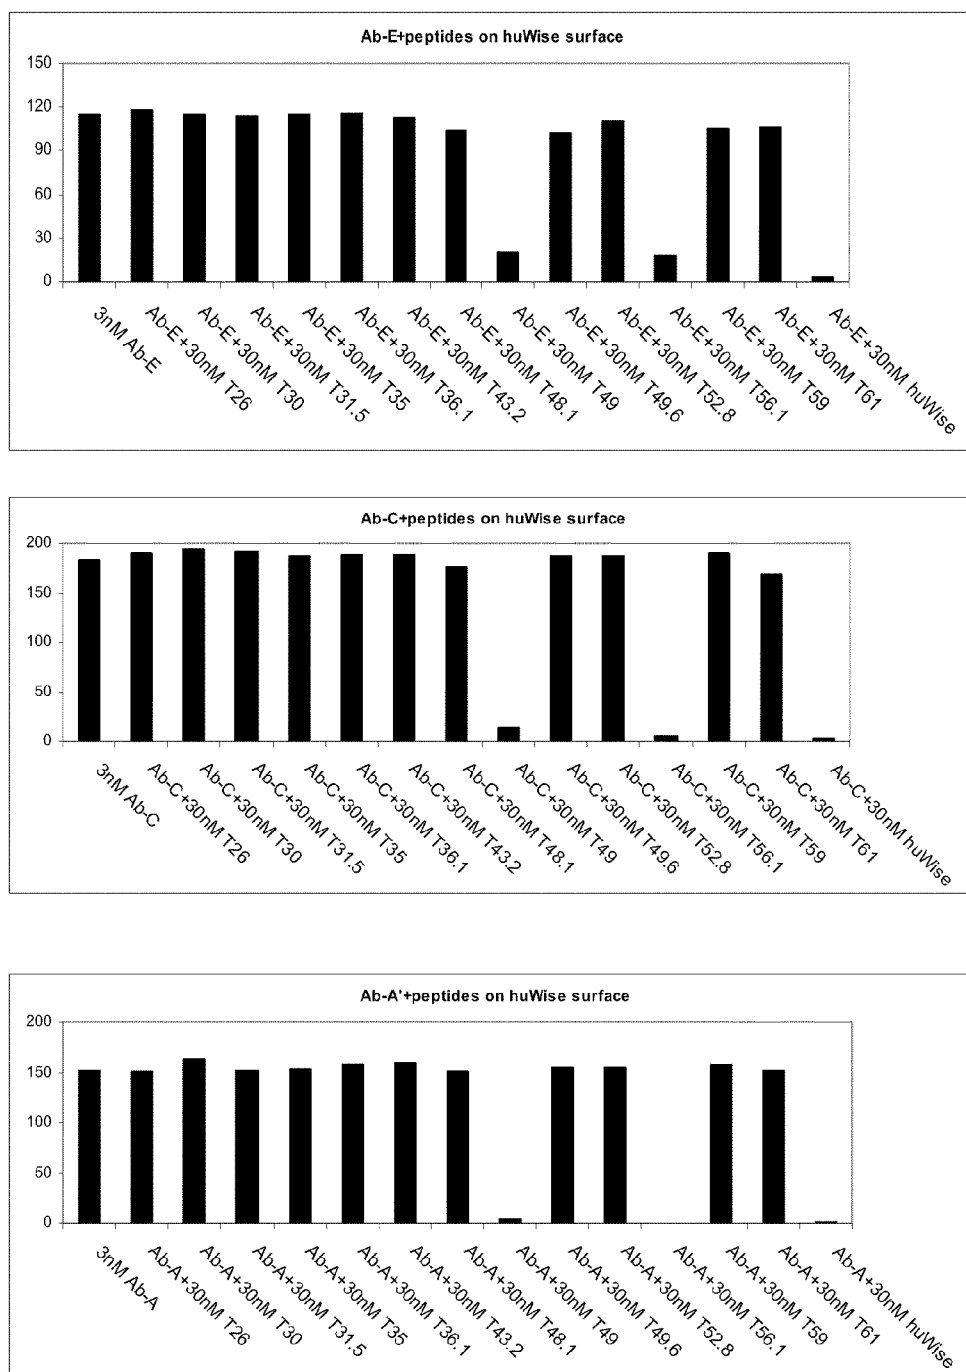 Ab-E+peptides on huWise surface
150
120
90
60
30
0
3nM Ab-E
Ab-E+30nM T26
Ab-E+30nM T30
Ab-E+30nM T31.5
Ab-E+30nM T35
Ab-E+30nM T36.1
Ab-E+30nM T43.2
Ab-E+30nM T48.1
Ab-E+30nM T49
Ab-E+30nM T49.6
Ab-E+30nM T52.8
Ab-E+30nM T56.1
Ab-E+30nM T59
Ab-E+30nM T61
Ab-E+30nM huWise
Ab-C+peptides on huWise surface
200
150
100
50
0
3nM Ab-C
Ab-C+30nM T26
Ab-C+30nM T30
Ab-C+30nM T31.5
Ab-C+30nM T35
Ab-C+30nM T36.1
Ab-C+30nM T43.2
Ab-C+30nM T48.1
Ab-C+30nM T49
Ab-C+30nM T49.6
Ab-C+30nM T52.8
Ab-C+30nM T56.1
Ab-C+30nM T59
Ab-C+30nM T61
Ab-C+30nM huWise
Ab-A'+peptides on huWise surface
200
150
100
50
0
3nM Ab-A
Ab-A+30nM T26
Ab-A+30nM T30
Ab-A+30nM T31.5
Ab-A+30nM T35
Ab-A+30nM T36.1
Ab-A+30nM T43.2
Ab-A+30nM T48.1
Ab-A+30nM T49
Ab-A+30nM T49.6
Ab-A+30nM T52.8
Ab-A+30nM T56.1
Ab-A+30nM T59
Ab-A+30nM T61
Ab-A+30nM huWise